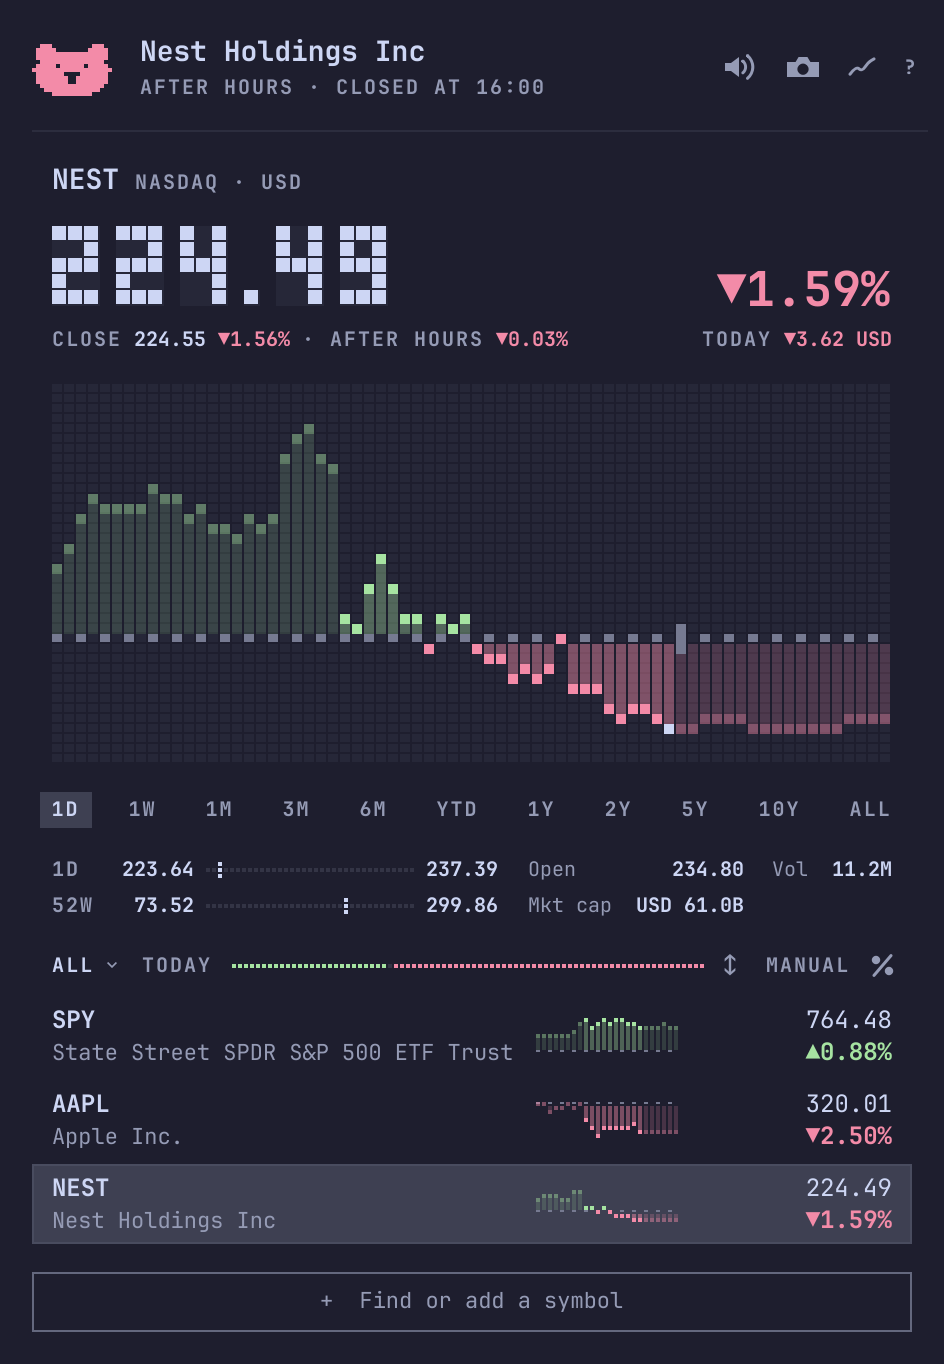 Nest Holdings Inc
AFTER HOURS · CLOSED AT 16:00
?
NEST NASDAQ · USD
224.49
▼1.59%
CLOSE 224.55 ▼1.56% · AFTER HOURS ▼0.03%
TODAY ▼3.62 USD
1D 1W 1M 3M 6M YTD 1Y 2Y 5Y 10Y ALL
1D 223.64 237.39 Open 234.80 Vol 11.2M
52W 73.52 299.86 Mkt cap USD 61.0B
ALL TODAY MANUAL %
SPY 764.48
State Street SPDR S&P 500 ETF Trust ▲0.88%
AAPL 320.01
Apple Inc. ▼2.50%
NEST 224.49
Nest Holdings Inc ▼1.59%
+ Find or add a symbol